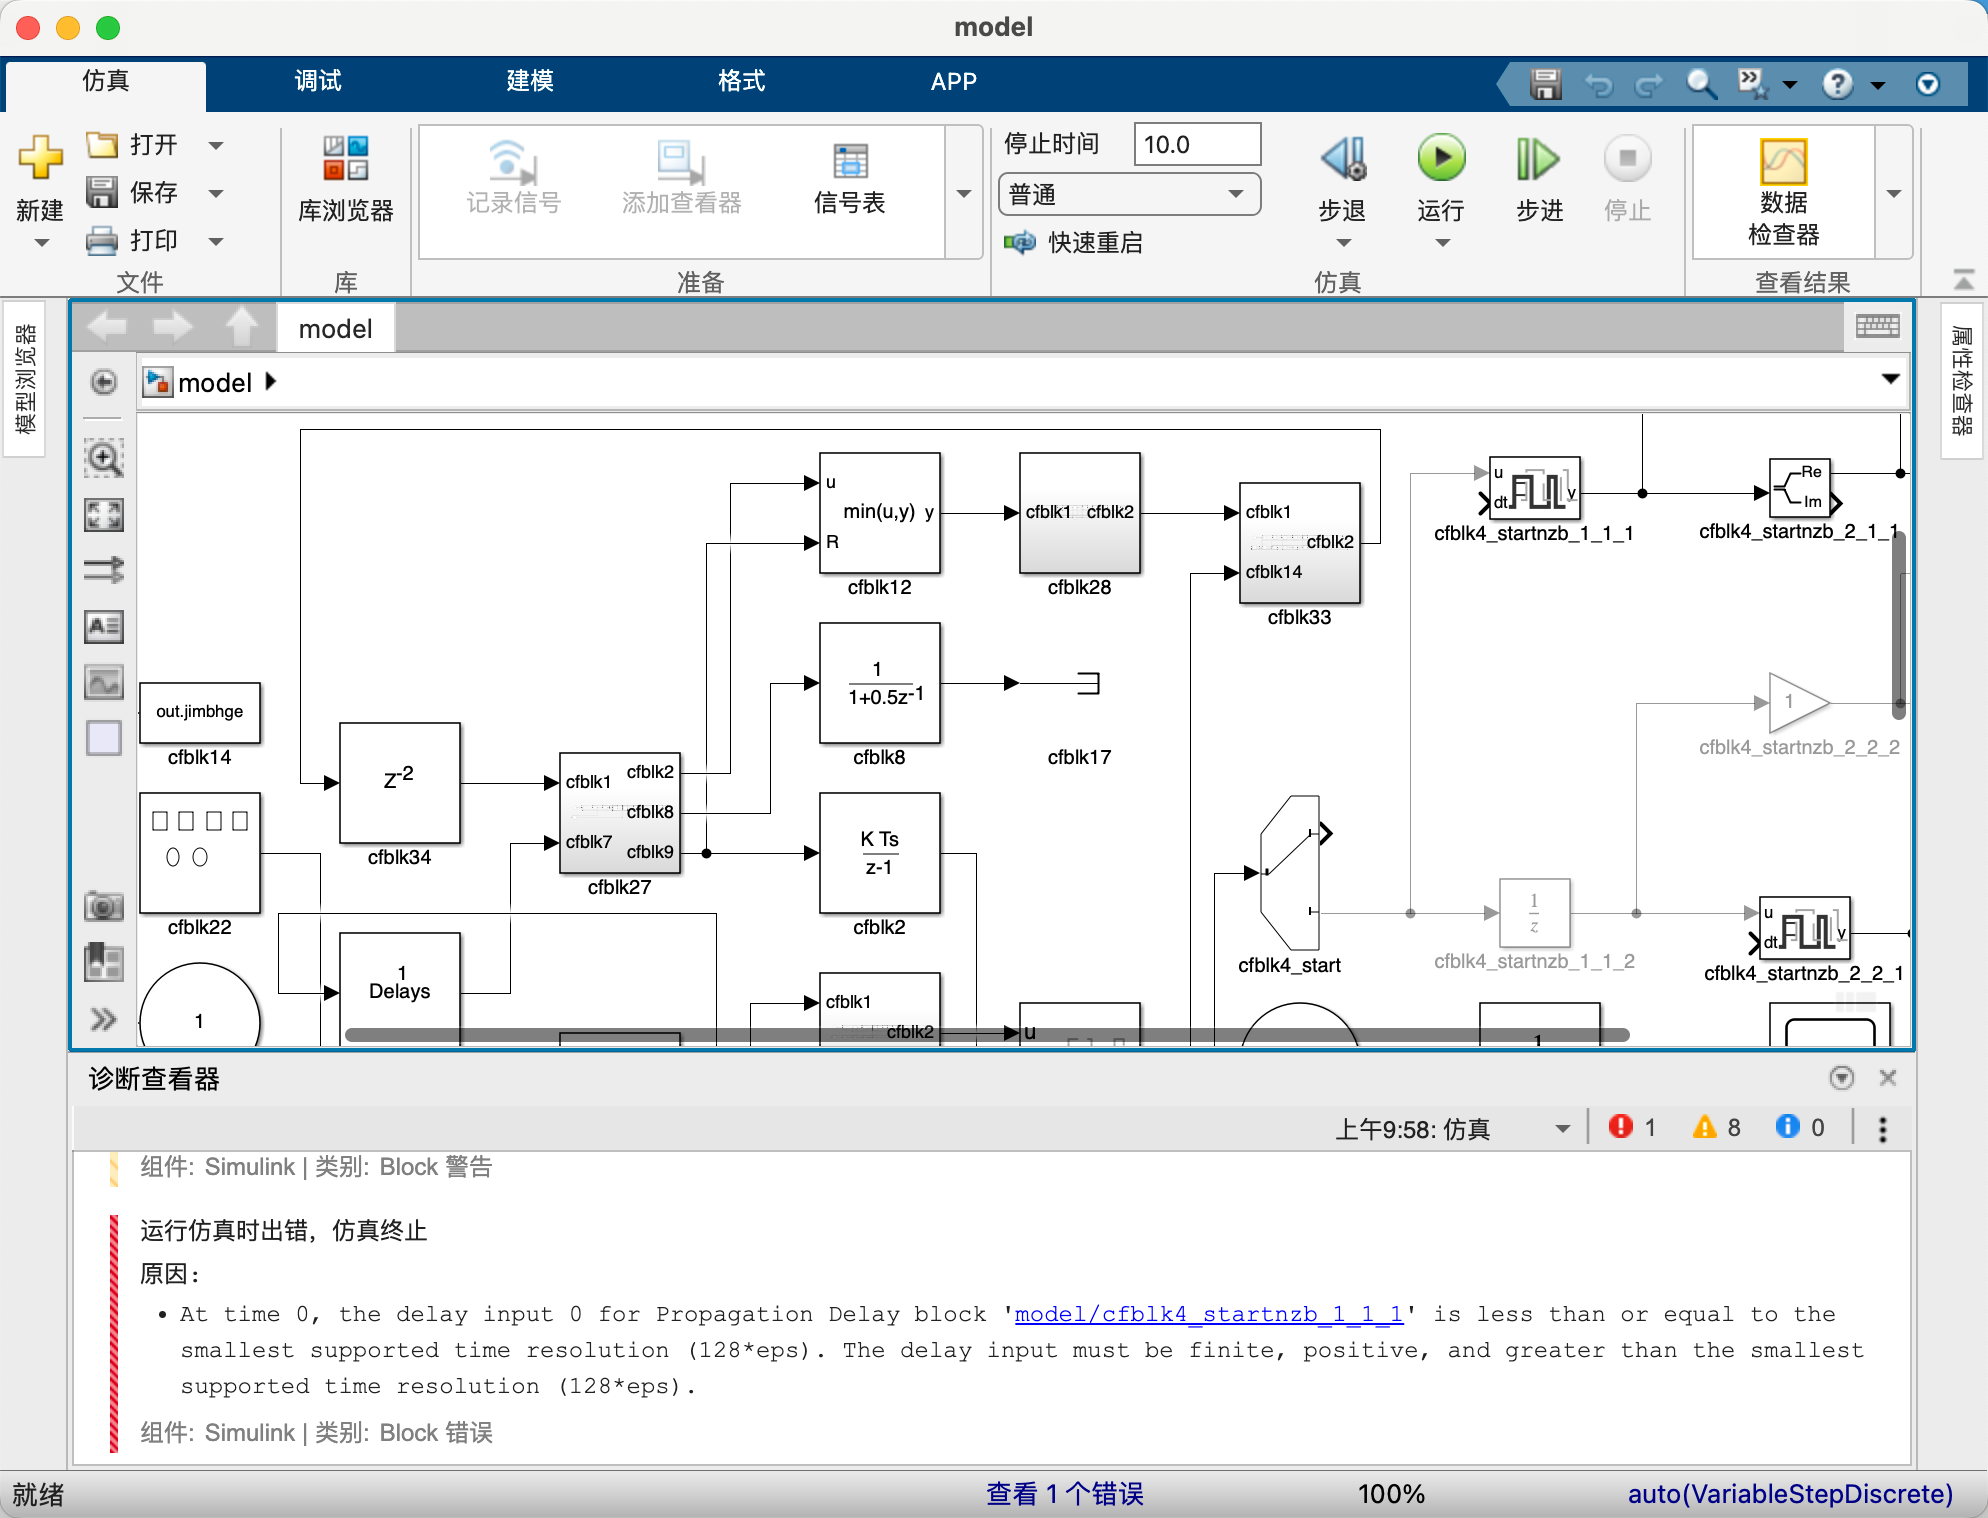 model
仿真
调试
建模
格式
APP
新建
打开
保存
打印
文件
库浏览器
库
记录信号
添加查看器
信号表
准备
停止时间
10.0
普通
快速重启
步退
运行
步进
停止
仿真
数据
检查器
查看结果
模型浏览器
属性检查器
model
model
u
min(u,y) y
R
cfblk12
cfblk1 cfblk2
cfblk28
cfblk1
cfblk2
cfblk14
cfblk33
u
dt
y
cfblk4_startnzb_1_1_1
Re
Im
cfblk4_startnzb_2_1_1
out.jimbhge
cfblk14
1
1+0.5z-1
cfblk8
cfblk17
1
cfblk4_startnzb_2_2_2
z-2
cfblk34
cfblk1
cfblk2
cfblk8
cfblk7
cfblk9
cfblk27
K Ts
z-1
cfblk2
cfblk22
cfblk4_start
1
z
cfblk4_startnzb_1_1_2
u
dt
y
cfblk4_startnzb_2_2_1
1
Delays
1
cfblk1
cfblk2
u
1
诊断查看器
上午9:58: 仿真
1
8
0
组件: Simulink | 类别: Block 警告
运行仿真时出错，仿真终止
原因:
• At time 0, the delay input 0 for Propagation Delay block 'model/cfblk4_startnzb_1_1_1' is less than or equal to the
smallest supported time resolution (128*eps). The delay input must be finite, positive, and greater than the smallest
supported time resolution (128*eps).
组件: Simulink | 类别: Block 错误
就绪
查看 1 个错误
100%
auto(VariableStepDiscrete)